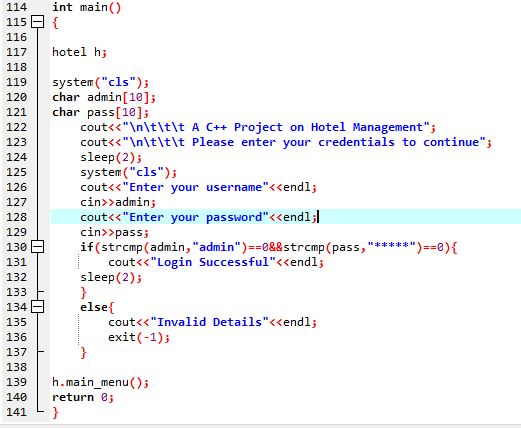 114 int main()
115 {
116
117 hotel h;
118
119 system("cls");
120 char admin[10];
121 char pass[10];
122 cout<<"\n\t\t\t A C++ Project on Hotel Management";
123 cout<<"\n\t\t\t Please enter your credentials to continue";
124 sleep(2);
125 system("cls");
126 cout<<"Enter your username"<<endl;
127 cin>>admin;
128 cout<<"Enter your password"<<endl;
129 cin>>pass;
130 if(strcmp(admin,"admin")==0&&strcmp(pass,"*****")==0){
131 cout<<"Login Successful"<<endl;
132 sleep(2);
133 }
134 else{
135 cout<<"Invalid Details"<<endl;
136 exit(-1);
137 }
138
139 h.main_menu();
140 return 0;
141 }